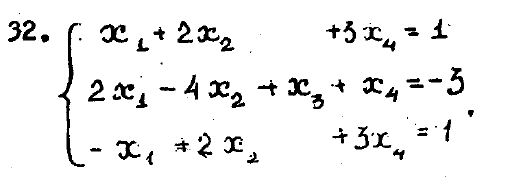 32. { x₁ + 2x₂ + 3x₄ = 1
2x₁ - 4x₂ + x₃ + x₄ = -3
- x₁ + 2x₂ + 3x₄ = 1 .